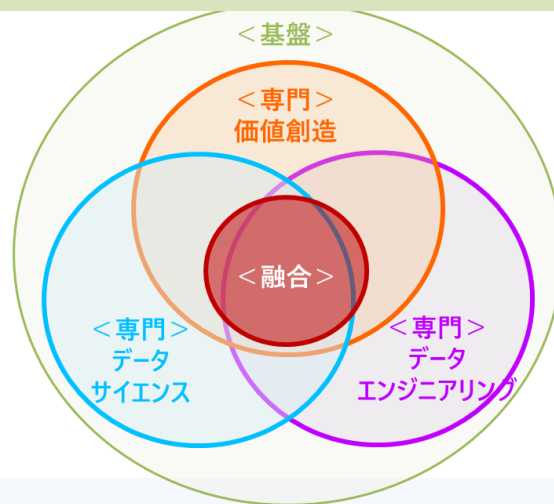 ＜基盤＞
＜専門＞
価値創造
＜融合＞
＜専門＞
データ
サイエンス
＜専門＞
データ
エンジニアリング